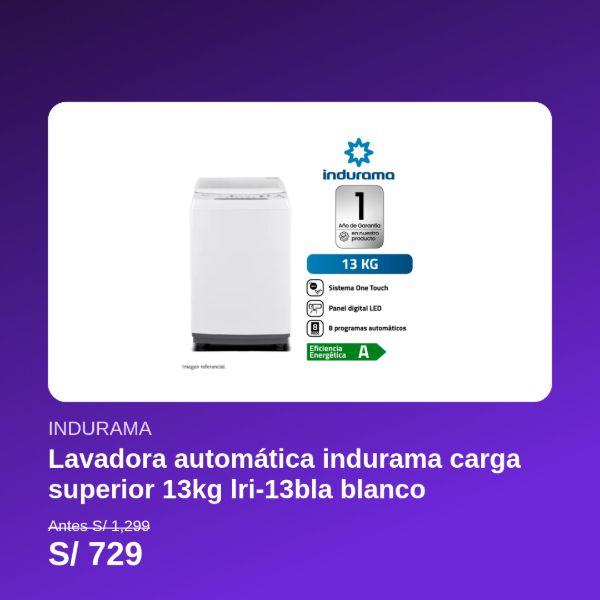 indurama
1
Año de Garantía
en nuestro
producto
13 KG
Sistema One Touch
Panel digital LED
8
8 programas automáticos
Eficiencia
Energética
A
Imagen referencial.
INDURAMA
Lavadora automática indurama carga
superior 13kg lri-13bla blanco
Antes S/ 1,299
S/ 729